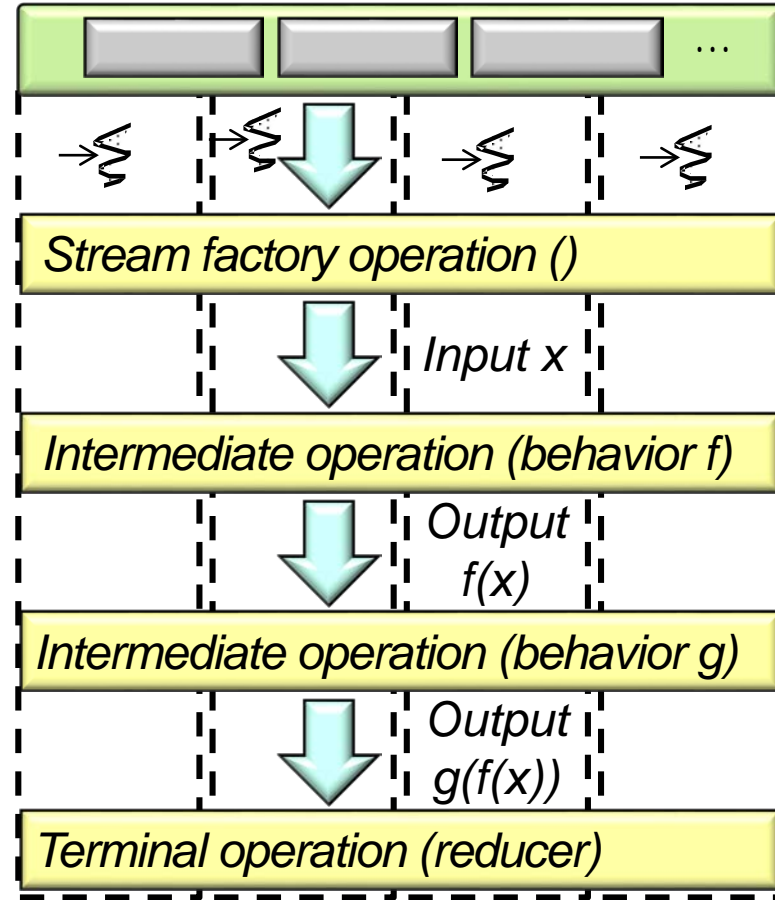 ...
Stream factory operation ()
Input x
Intermediate operation (behavior f)
Output
f(x)
Intermediate operation (behavior g)
Output
g(f(x))
Terminal operation (reducer)